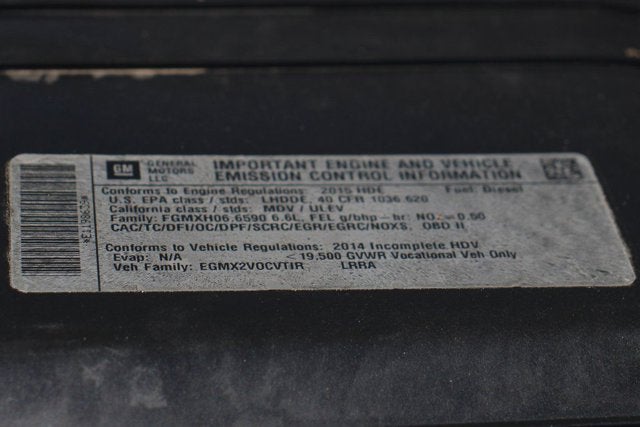 GM
GENERAL
MOTORS
LLC
IMPORTANT ENGINE AND VEHICLE
EMISSION CONTROL INFORMATION
Conforms to Engine Regulations: 2015 HDE Fuel: Diesel
U.S. EPA class / stds: LHDDE, 40 CFR 1036.620
California class / stds: MDV / ULEV
Family: FGMXH06.6590 6.6L, FEL g/bhp-hr: NOx=0.50
CAC/TC/DFI/OC/DPF/SCRC/EGR/EGRC/NOXS, OBD II
Conforms to Vehicle Regulations: 2014 Incomplete HDV
Evap: N/A <19,500 GVWR Vocational Veh Only
Veh Family: EGMX2VOCVTIR LRRA